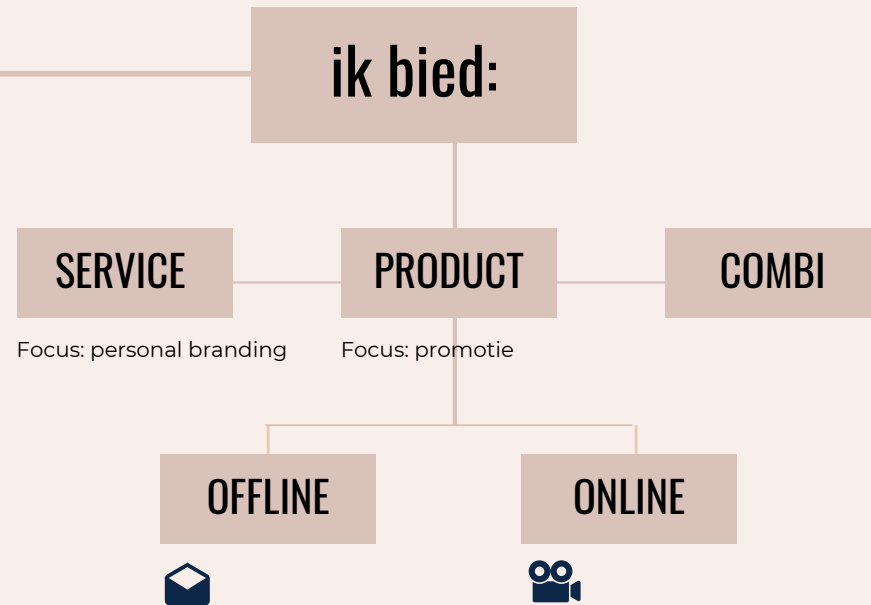 ik bied:
SERVICE
PRODUCT
COMBI
Focus: personal branding
Focus: promotie
OFFLINE
ONLINE